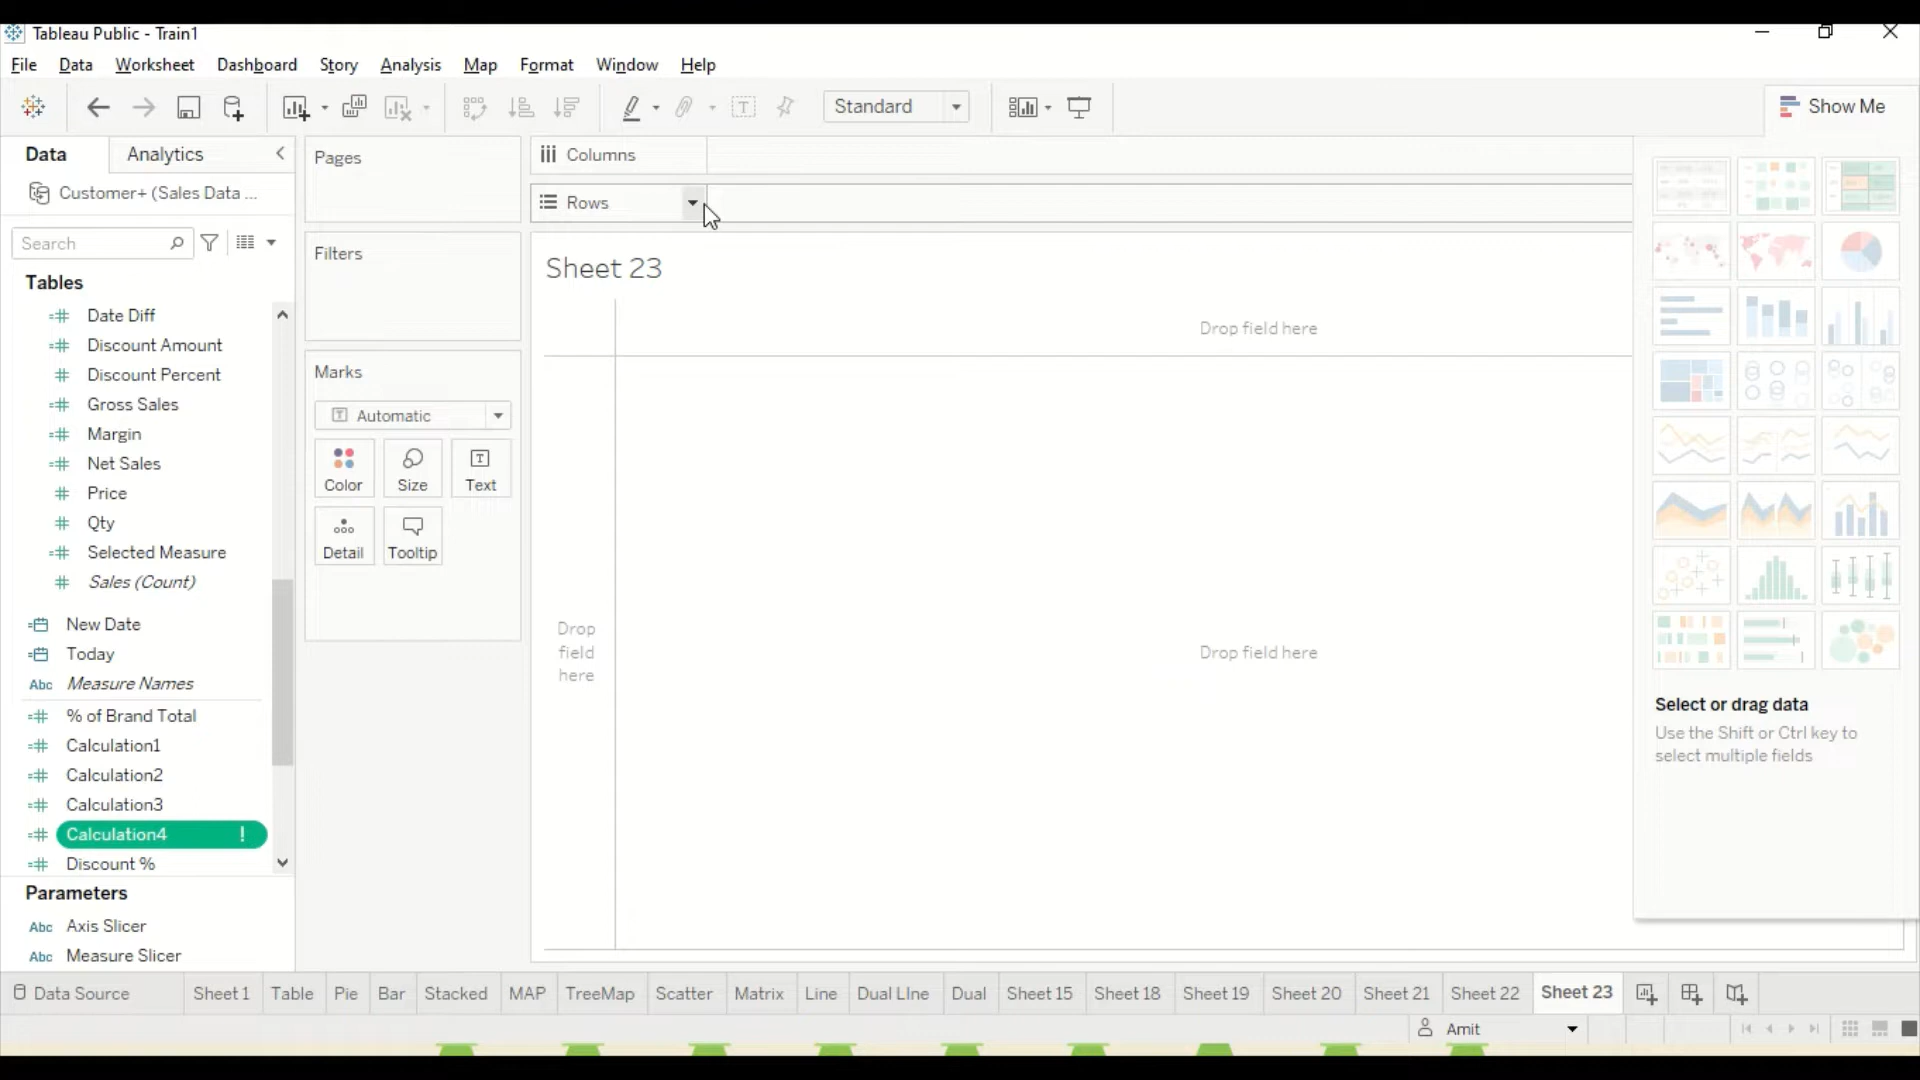 Tableau Public - Train1
File Data Worksheet Dashboard Story Analysis Map Format Window Help
Standard
Show Me
Data Analytics
Customer+ (Sales Data ...
Search
Tables
Date Diff
Discount Amount
Discount Percent
Gross Sales
Margin
Net Sales
Price
Qty
Selected Measure
Sales (Count)
New Date
Today
Abc Measure Names
% of Brand Total
Calculation1
Calculation2
Calculation3
Calculation4 !
Discount %
Parameters
Abc Axis Slicer
Abc Measure Slicer
Pages
Filters
Marks
Automatic
Color Size Text
Detail Tooltip
Columns
Rows
Sheet 23
Drop field here
Drop
field
here
Drop field here
Select or drag data
Use the Shift or Ctrl key to
select multiple fields
Data Source Sheet 1 Table Pie Bar Stacked MAP TreeMap Scatter Matrix Line Dual LIne Dual Sheet 15 Sheet 18 Sheet 19 Sheet 20 Sheet 21 Sheet 22 Sheet 23
Amit